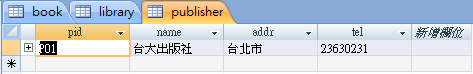 book library publisher
pid name addr tel 新增欄位
P01 台大出版社 台北市 23630231